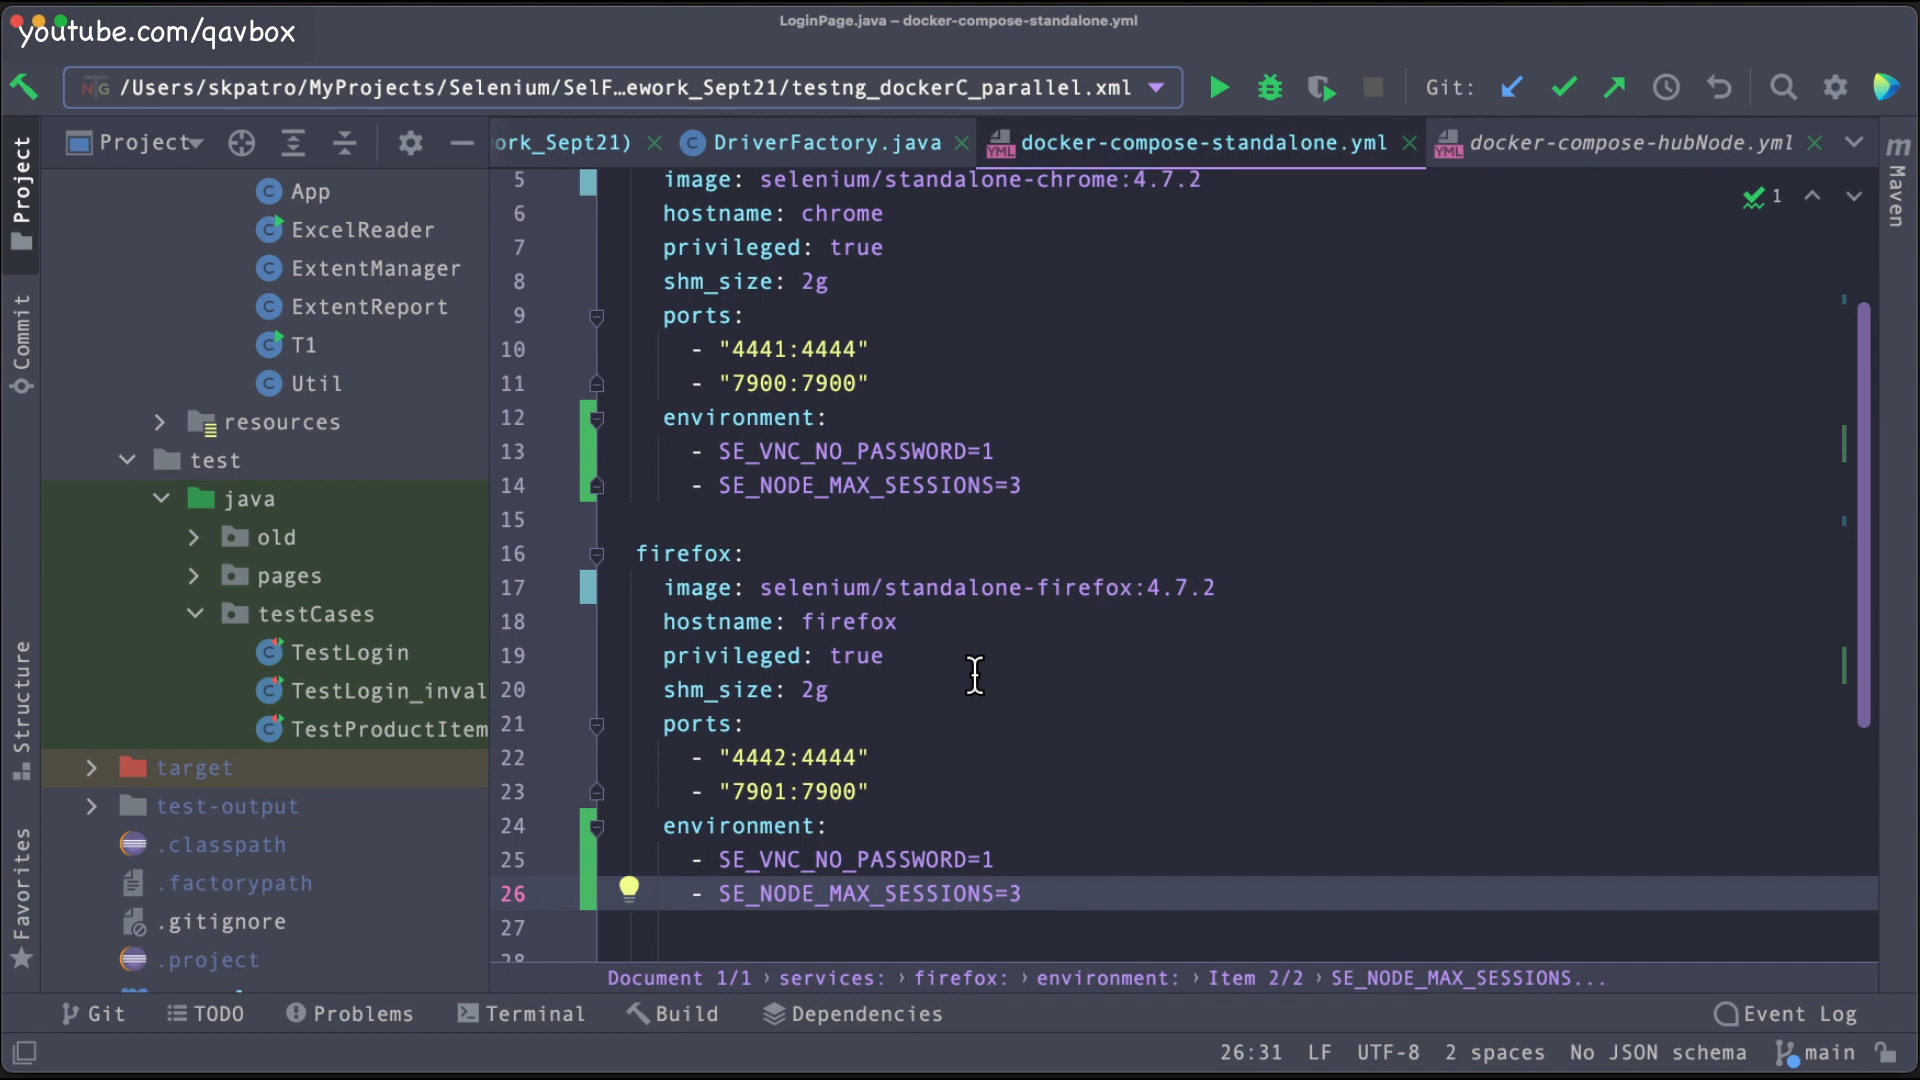 youtube.com/qavbox
LoginPage.java – docker-compose-standalone.yml
/Users/skpatro/MyProjects/Selenium/SelF…ework_Sept21/testng_dockerC_parallel.xml
Git:
Project
ork_Sept21)
DriverFactory.java
docker-compose-standalone.yml
docker-compose-hubNode.yml
Project
Commit
Structure
Favorites
Maven
App
ExcelReader
ExtentManager
ExtentReport
T1
Util
resources
test
java
old
pages
testCases
TestLogin
TestLogin_inval
TestProductItem
target
test-output
.classpath
.factorypath
.gitignore
.project
5 image: selenium/standalone-chrome:4.7.2
6 hostname: chrome
7 privileged: true
8 shm_size: 2g
9 ports:
10 - "4441:4444"
11 - "7900:7900"
12 environment:
13 - SE_VNC_NO_PASSWORD=1
14 - SE_NODE_MAX_SESSIONS=3
15
16 firefox:
17 image: selenium/standalone-firefox:4.7.2
18 hostname: firefox
19 privileged: true
20 shm_size: 2g
21 ports:
22 - "4442:4444"
23 - "7901:7900"
24 environment:
25 - SE_VNC_NO_PASSWORD=1
26 - SE_NODE_MAX_SESSIONS=3
27
28
1
Document 1/1 › services: › firefox: › environment: › Item 2/2 › SE_NODE_MAX_SESSIONS...
Git TODO Problems Terminal Build Dependencies Event Log
26:31 LF UTF-8 2 spaces No JSON schema main